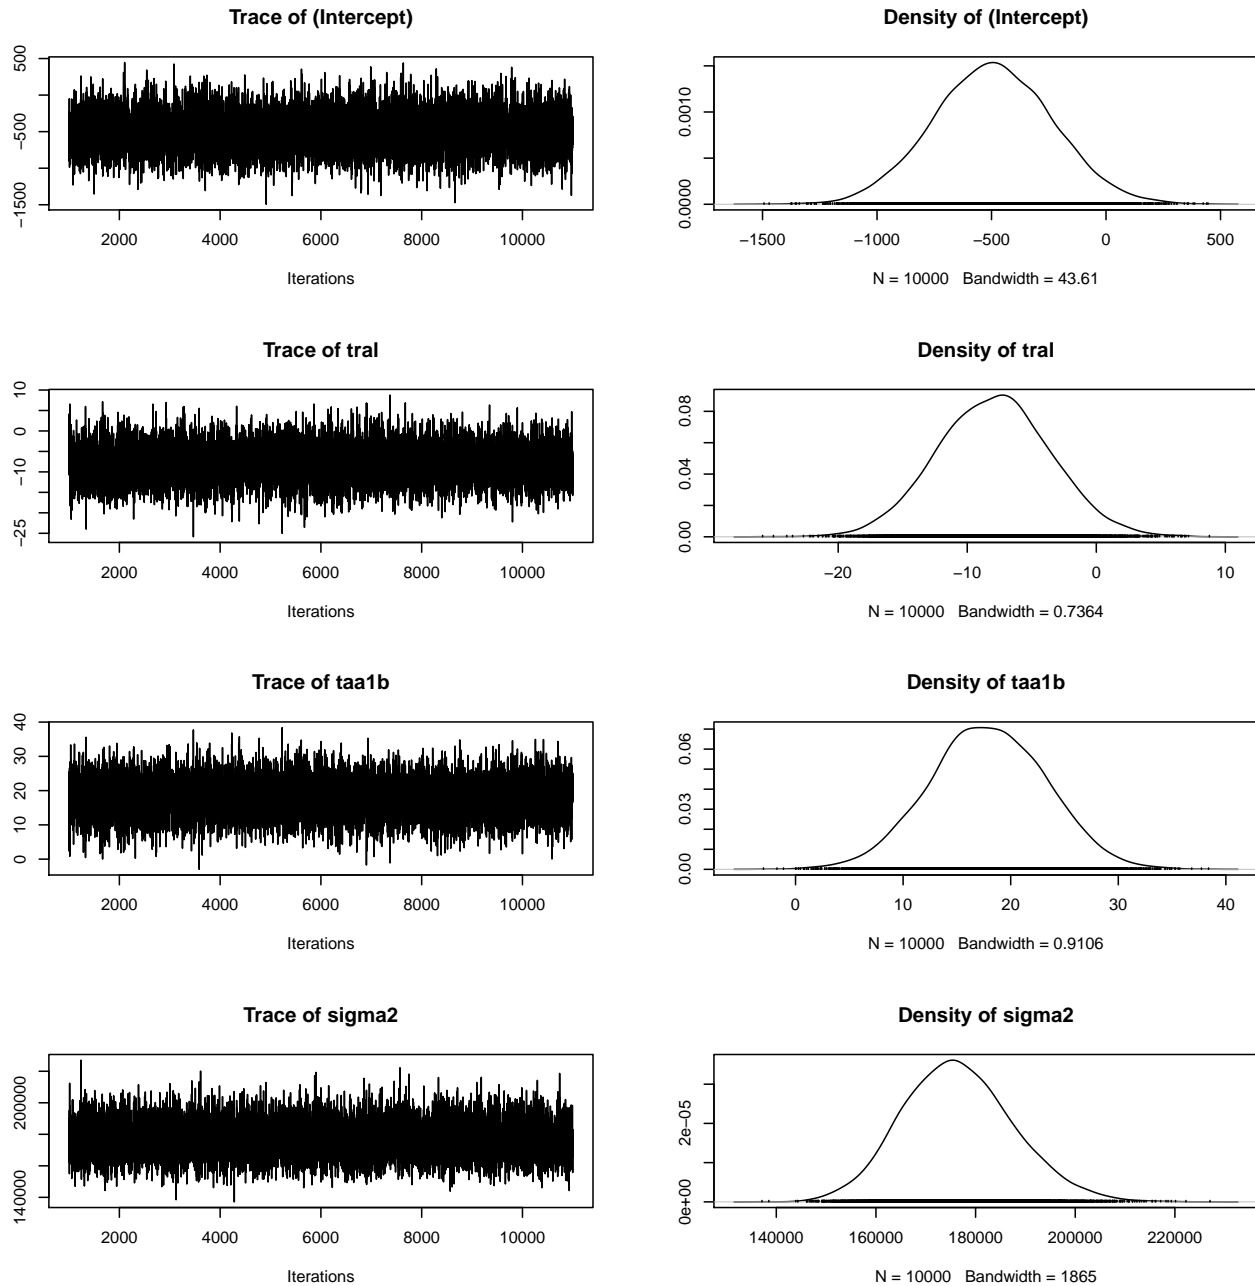 Trace of (Intercept)
Density of (Intercept)
500
−500
−1500
2000 4000 6000 8000 10000
Iterations
0.0010
0.0000
−1500 −1000 −500 0 500
N = 10000 Bandwidth = 43.61
Trace of tral
Density of tral
10
0
−10
−25
2000 4000 6000 8000 10000
Iterations
0.08
0.04
0.00
−20 −10 0 10
N = 10000 Bandwidth = 0.7364
Trace of taa1b
Density of taa1b
40
30
20
10
0
2000 4000 6000 8000 10000
Iterations
0.06
0.03
0.00
0 10 20 30 40
N = 10000 Bandwidth = 0.9106
Trace of sigma2
Density of sigma2
200000
140000
2000 4000 6000 8000 10000
Iterations
2e−05
0e+00
140000 160000 180000 200000 220000
N = 10000 Bandwidth = 1865